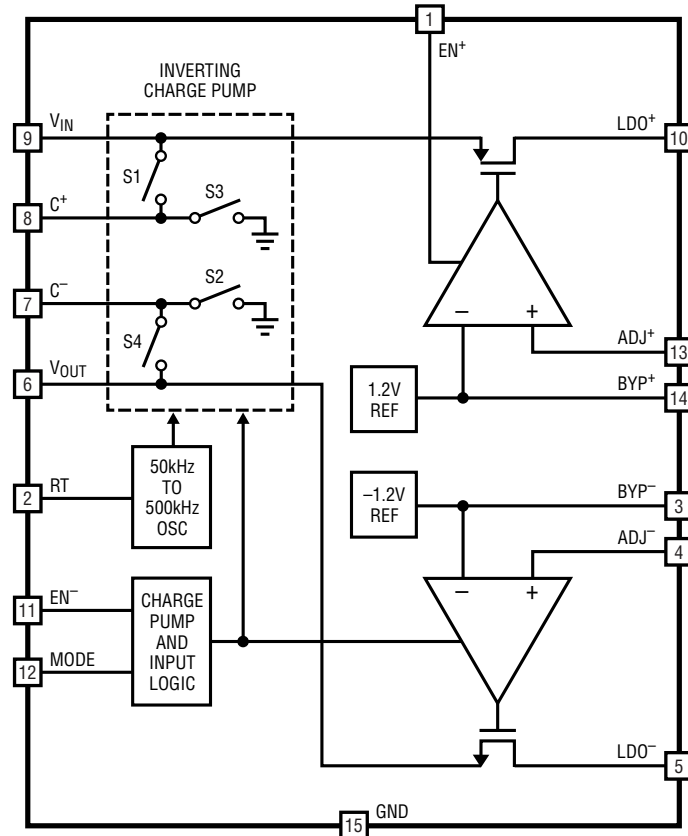 1
EN+
INVERTING
CHARGE PUMP
9
VIN
LDO+
10
S1
S3
8
C+
7
C–
S2
S4
–
+
ADJ+
13
6
VOUT
1.2V
REF
BYP+
14
50kHz
TO
500kHz
OSC
2
RT
–1.2V
REF
BYP–
3
ADJ–
4
–
+
11
EN–
12
MODE
CHARGE
PUMP
AND
INPUT
LOGIC
LDO–
5
GND
15